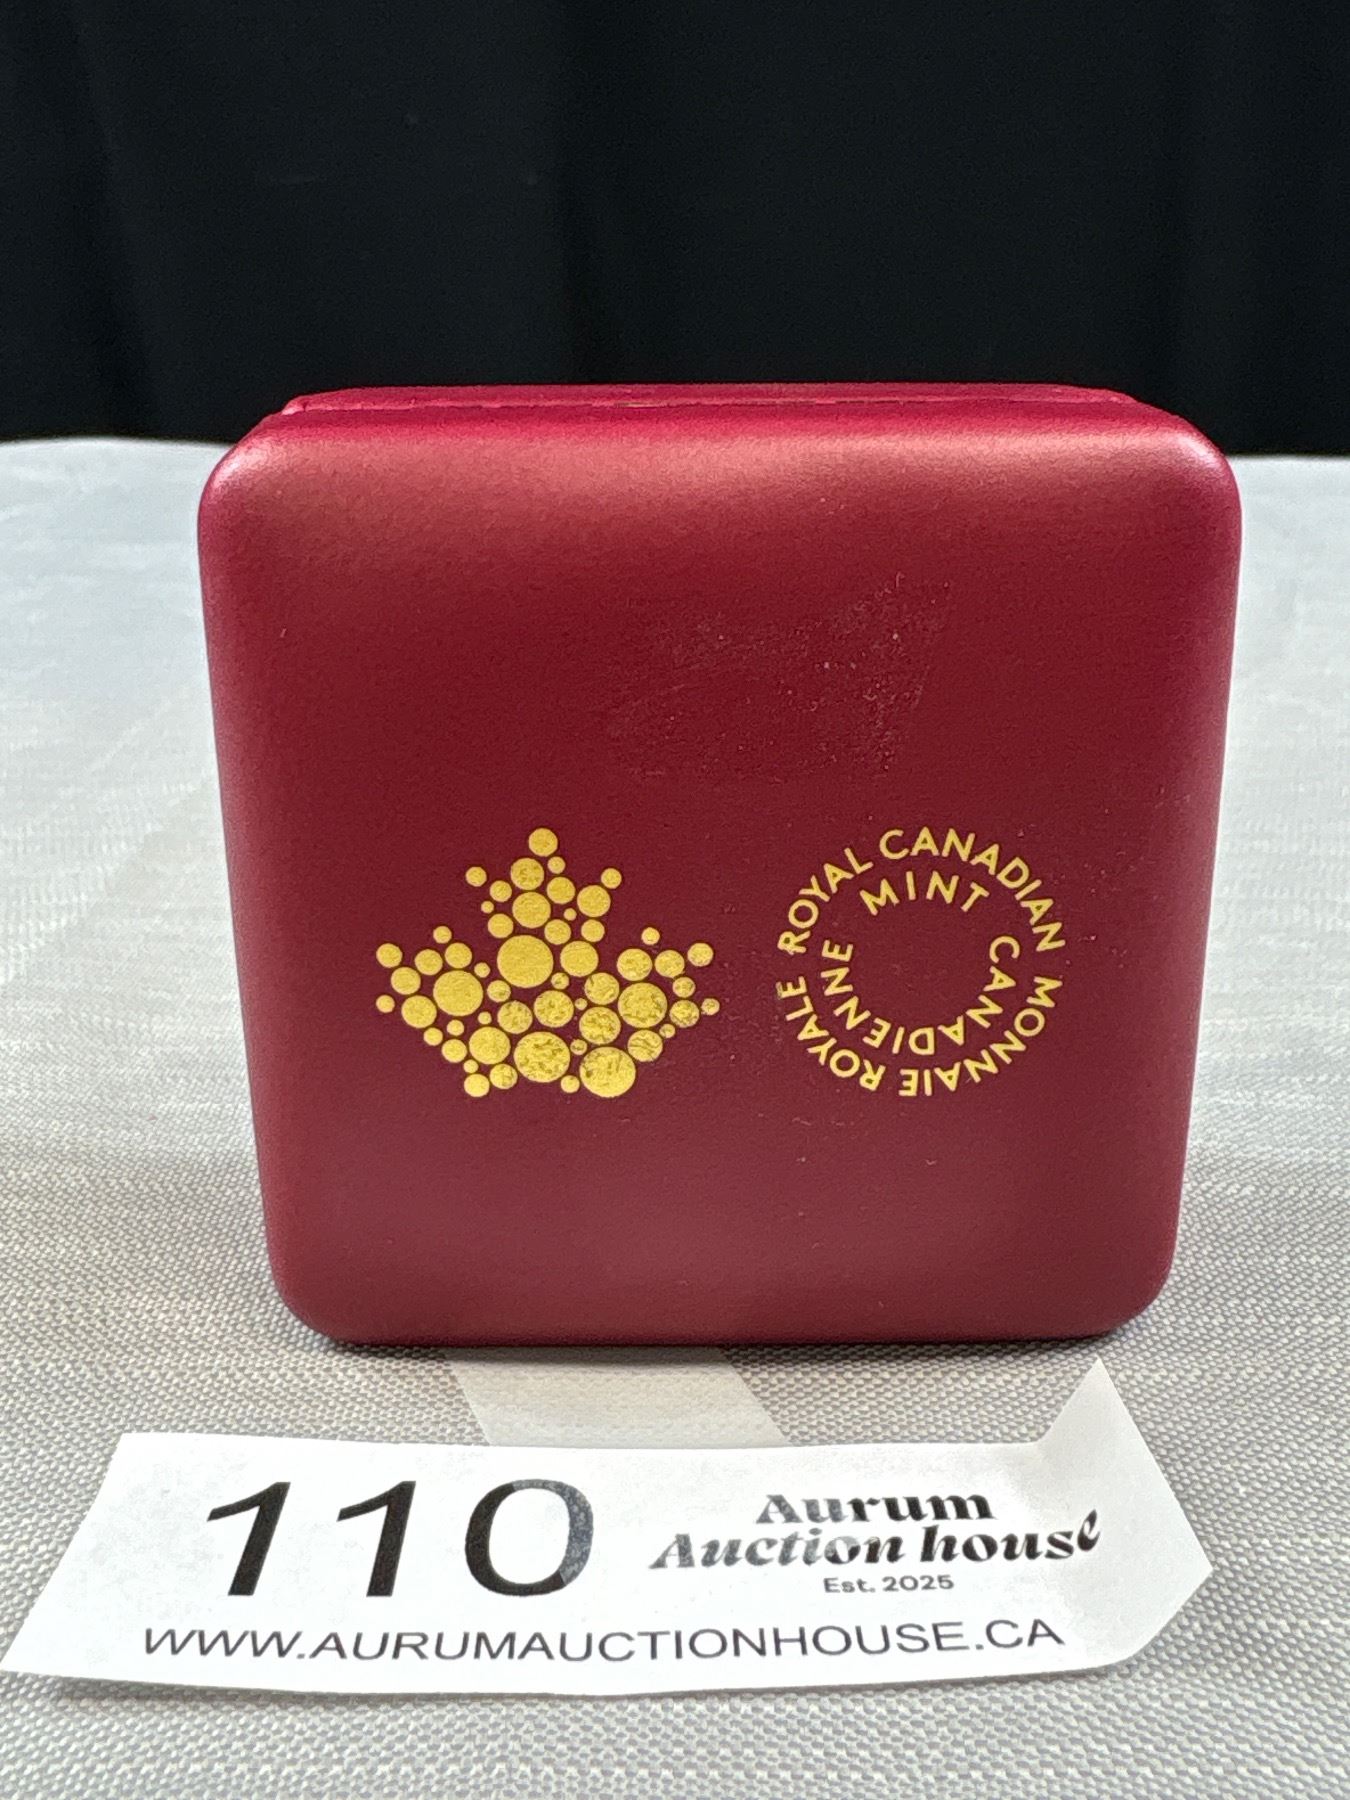 ROYAL CANADIAN MONNAIE ROYALE
MINT CANADIENNE
110
Aurum
Auction house
Est. 2025
WWW.AURUMAUCTIONHOUSE.CA